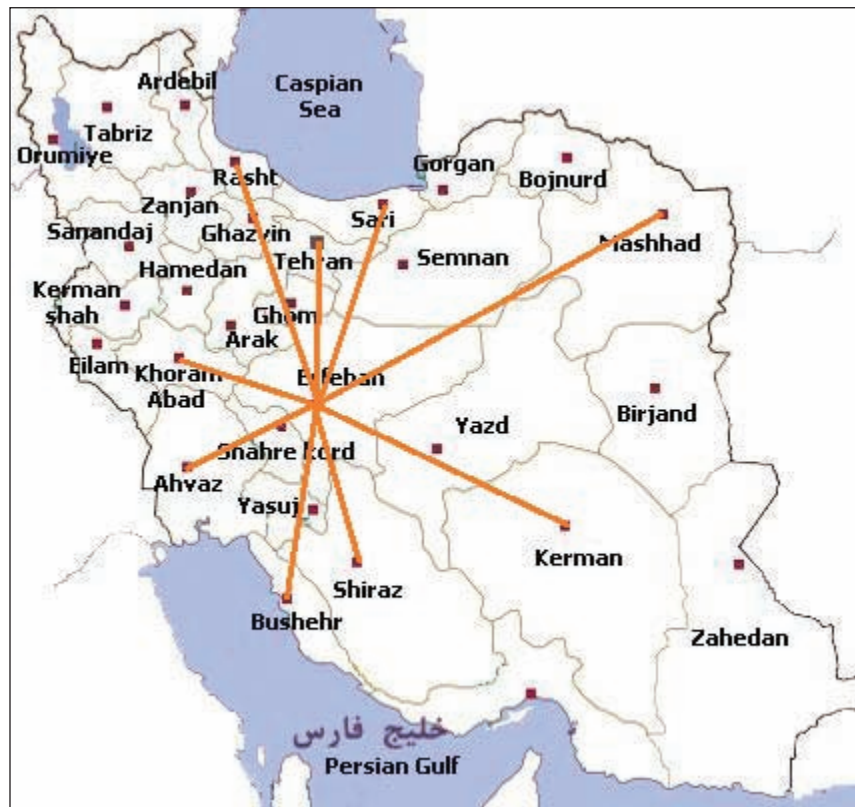 Ardebil
Caspian
Sea
Tabriz
Orumiye
Rasht
Gorgan
Bojnurd
Zanjan
Sanandaj
Ghazvin
Sari
Mashhad
Tehran
Semnan
Hamedan
Kerman
shah
Ghom
Arak
Eilam
Khoram
Abad
Esfehan
Birjand
Yazd
Shahre kord
Ahvaz
Yasuj
Kerman
Shiraz
Bushehr
Zahedan
خلیج فارس
Persian Gulf